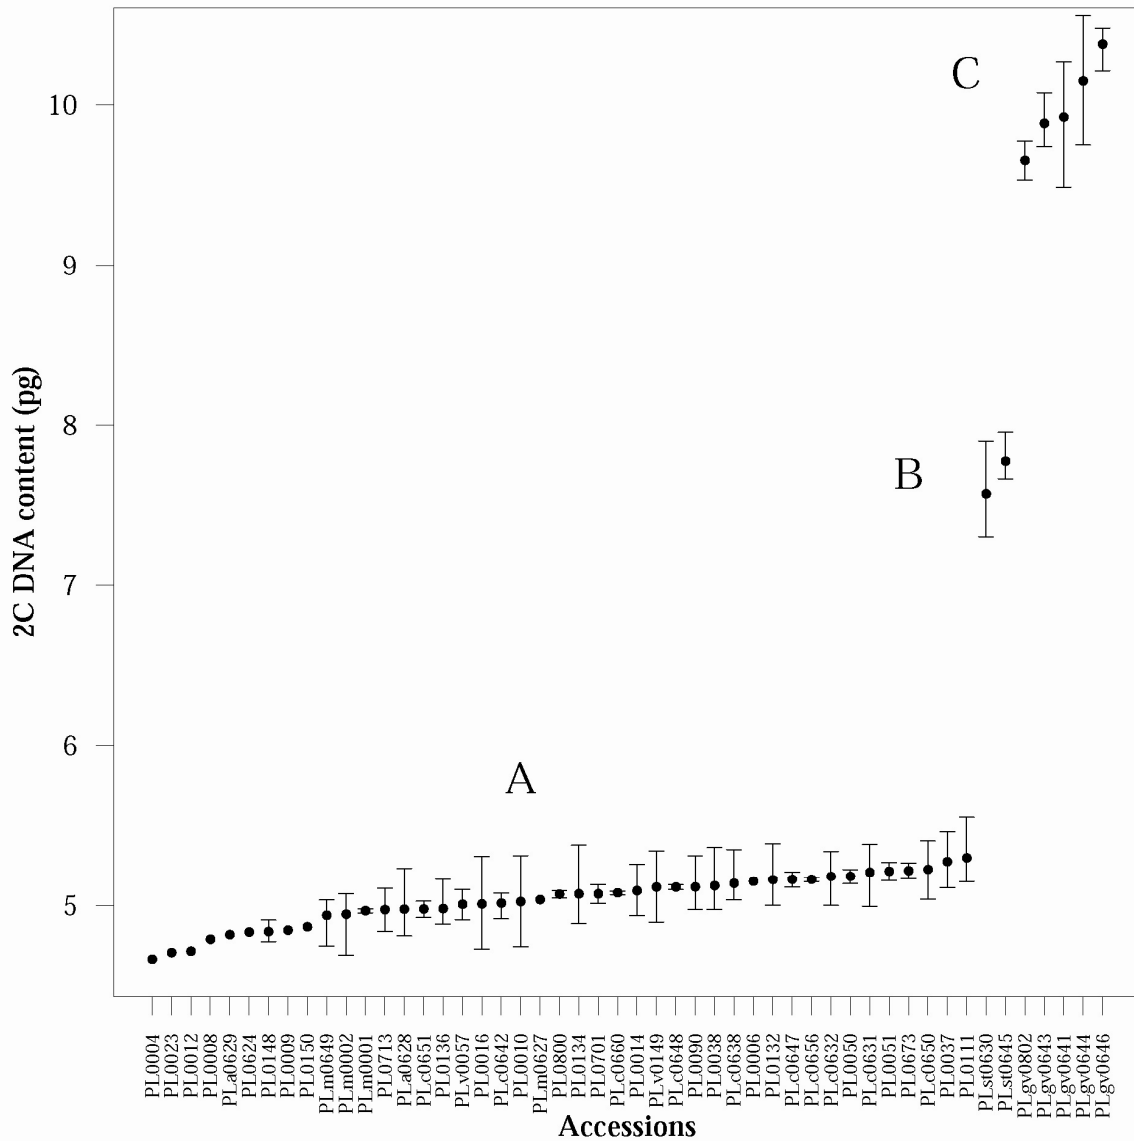 C
10
9
8
B
7
6
A
5
2C DNA content (pg)
PL0004
PL0023
PL0012
PL0008
PLa0629
PL0624
PL0148
PL0009
PL0150
PLm0649
PLm0002
PLm0001
PL0713
PLa0628
PLc0651
PL0136
PLv0057
PL0016
PLc0642
PL0010
PLm0627
PL0800
PL0134
PL0701
PLc0660
PL0014
PLv0149
PLc0648
PL0090
PL0038
PLc0638
PL0006
PL0132
PLc0647
PLc0656
PLc0632
PL0050
PLc0631
PL0051
PL0673
PLc0650
PL0037
PL0111
PLst0630
PLst0645
PLgv0802
PLgv0643
PLgv0641
PLgv0644
PLgv0646
Accessions